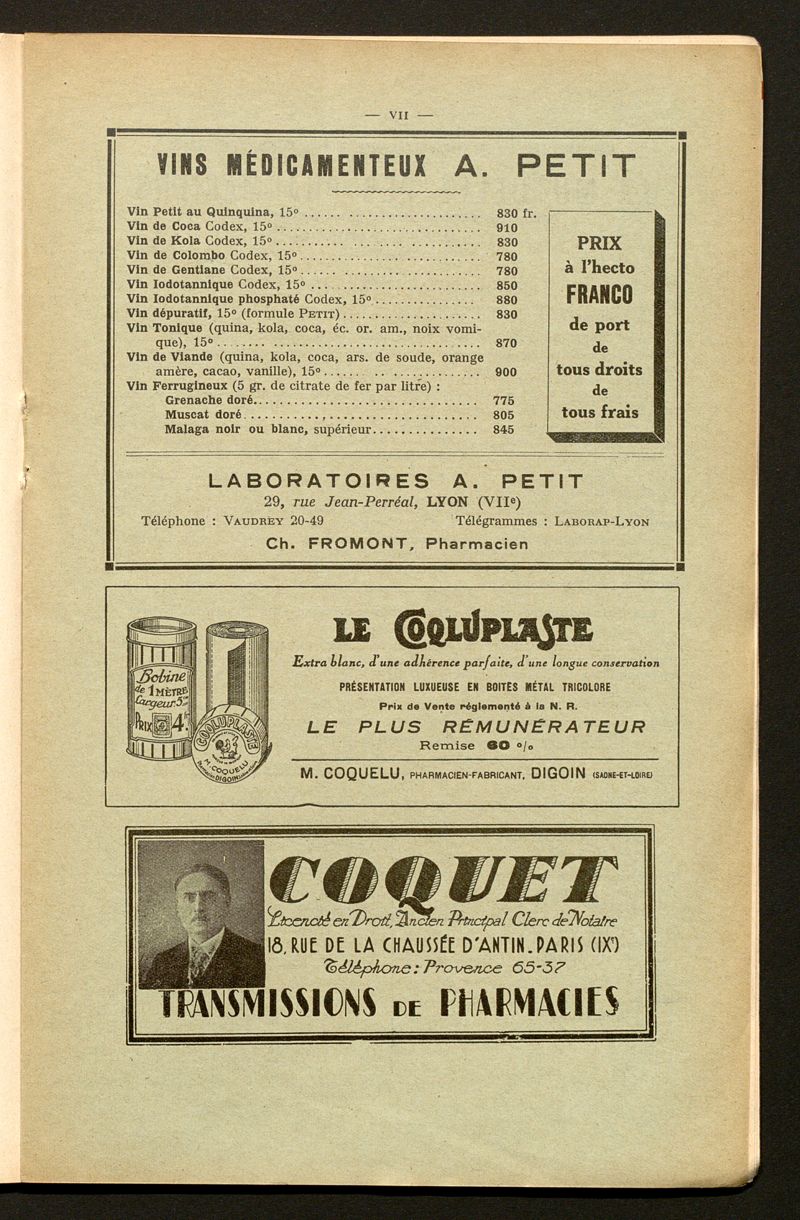 — VII —
VINS MÉDICAMENTEUX A. PETIT
Vin Petit au Quinquina, 15° ........................... 830 fr.
Vin de Coca Codex, 15° ........................... 910
Vin de Kola Codex, 15° ........................... 830
Vin de Colombo Codex, 15° ........................... 780
Vin de Gentiane Codex, 15° ........................... 780
Vin Iodotannique Codex, 15° ........................... 850
Vin Iodotannique phosphaté Codex, 15° ................ 880
Vin dépuratif, 15° (formule PETIT) .................... 830
Vin Tonique (quina, kola, coca, éc. or. am., noix vomi-
que), 15° ........................... 870
Vin de Viande (quina, kola, coca, ars. de soude, orange
amère, cacao, vanille), 15° ........................... 900
Vin Ferrugineux (5 gr. de citrate de fer par litre) :
Grenache doré ........................... 775
Muscat doré ........................... 805
Malaga noir ou blanc, supérieur ................ 845
PRIX
à l'hecto
FRANCO
de port
de
tous droits
de
tous frais
LABORATOIRES A. PETIT
29, rue Jean-Perréal, LYON (VIIe)
Téléphone : VAUDREY 20-49 Télégrammes : LABORAP-LYON
Ch. FROMONT, Pharmacien
Bobine
de 1 MÈTRE
Largeur 5cm
PRIX 4fr
COQLUPLASTE
M. COQUELU
DIGOIN
LE COQLUPLASTE
Extra blanc, d'une adhérence parfaite, d'une longue conservation
PRÉSENTATION LUXUEUSE EN BOITES MÉTAL TRICOLORE
Prix de Vente réglementé à la N. R.
LE PLUS RÉMUNÉRATEUR
Remise 60 %
M. COQUELU, PHARMACIEN-FABRICANT, DIGOIN (SAONE-ET-LOIRE)
COQUET
Licencié en Droit, Ancien Principal Clerc de Notaire
18, RUE DE LA CHAUSSÉE D'ANTIN. PARIS (IXe)
Téléphone : Provence 65-37
TRANSMISSIONS DE PHARMACIES